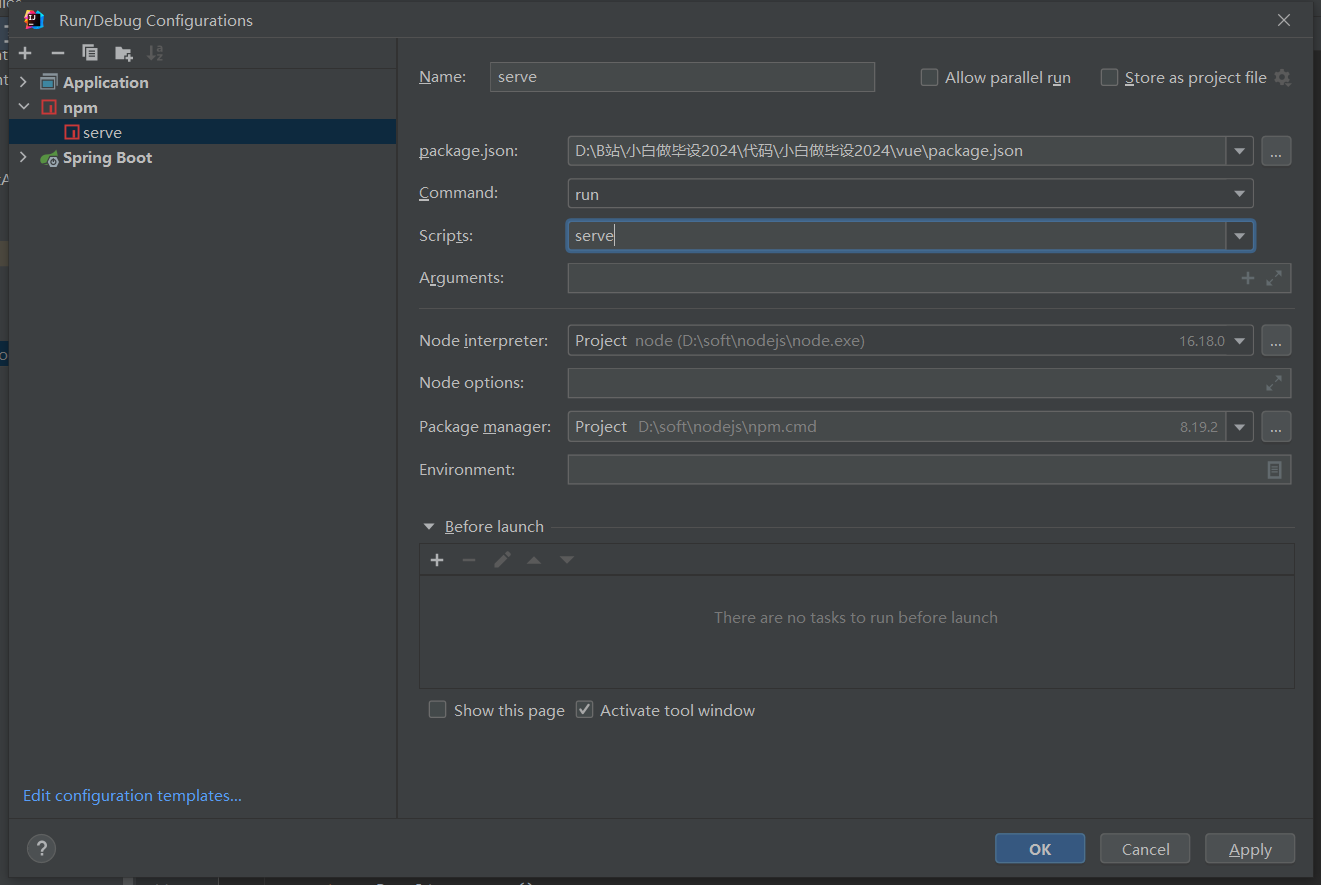 Run/Debug Configurations
Application
npm
serve
Spring Boot
Edit configuration templates...
Name: serve Allow parallel run Store as project file
package.json: D:\B站\小白做毕设2024\代码\小白做毕设2024\vue\package.json ...
Command: run
Scripts: serve
Arguments:
Node interpreter: Project node (D:\soft\nodejs\node.exe) 16.18.0 ...
Node options:
Package manager: Project D:\soft\nodejs\npm.cmd 8.19.2 ...
Environment:
Before launch
There are no tasks to run before launch
Show this page Activate tool window
? OK Cancel Apply